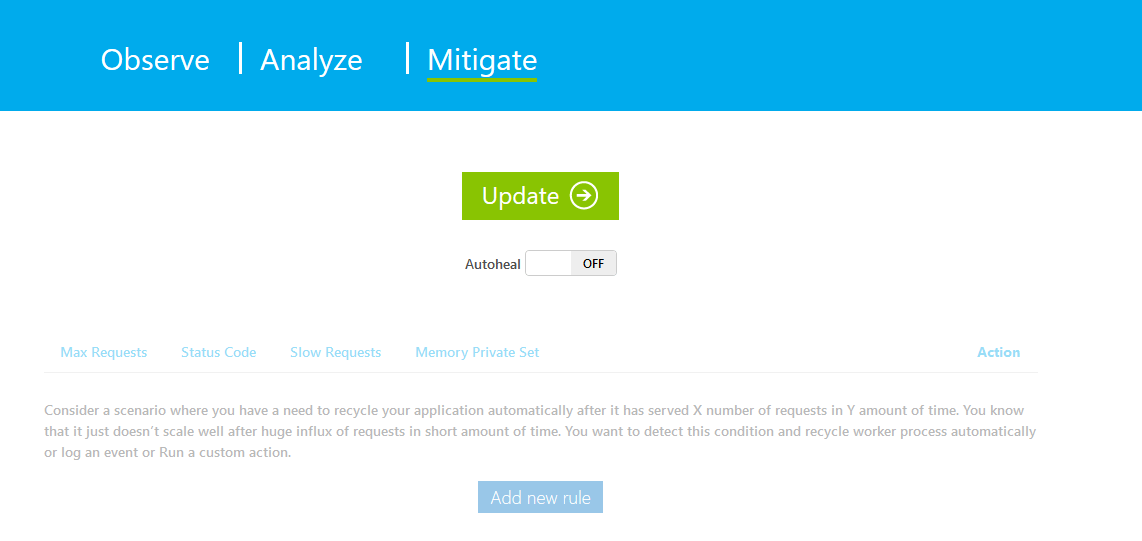 Observe | Analyze | Mitigate
Update
Autoheal OFF
Max Requests Status Code Slow Requests Memory Private Set Action
Consider a scenario where you have a need to recycle your application automatically after it has served X number of requests in Y amount of time. You know
that it just doesn't scale well after huge influx of requests in short amount of time. You want to detect this condition and recycle worker process automatically
or log an event or Run a custom action.
Add new rule